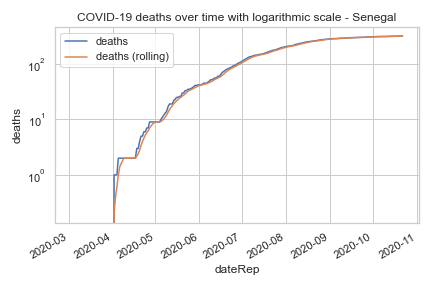 COVID-19 deaths over time with logarithmic scale - Senegal
deaths
deaths (rolling)
deaths
10²
10¹
10⁰
2020-03
2020-04
2020-05
2020-06
2020-07
2020-08
2020-09
2020-10
2020-11
dateRep